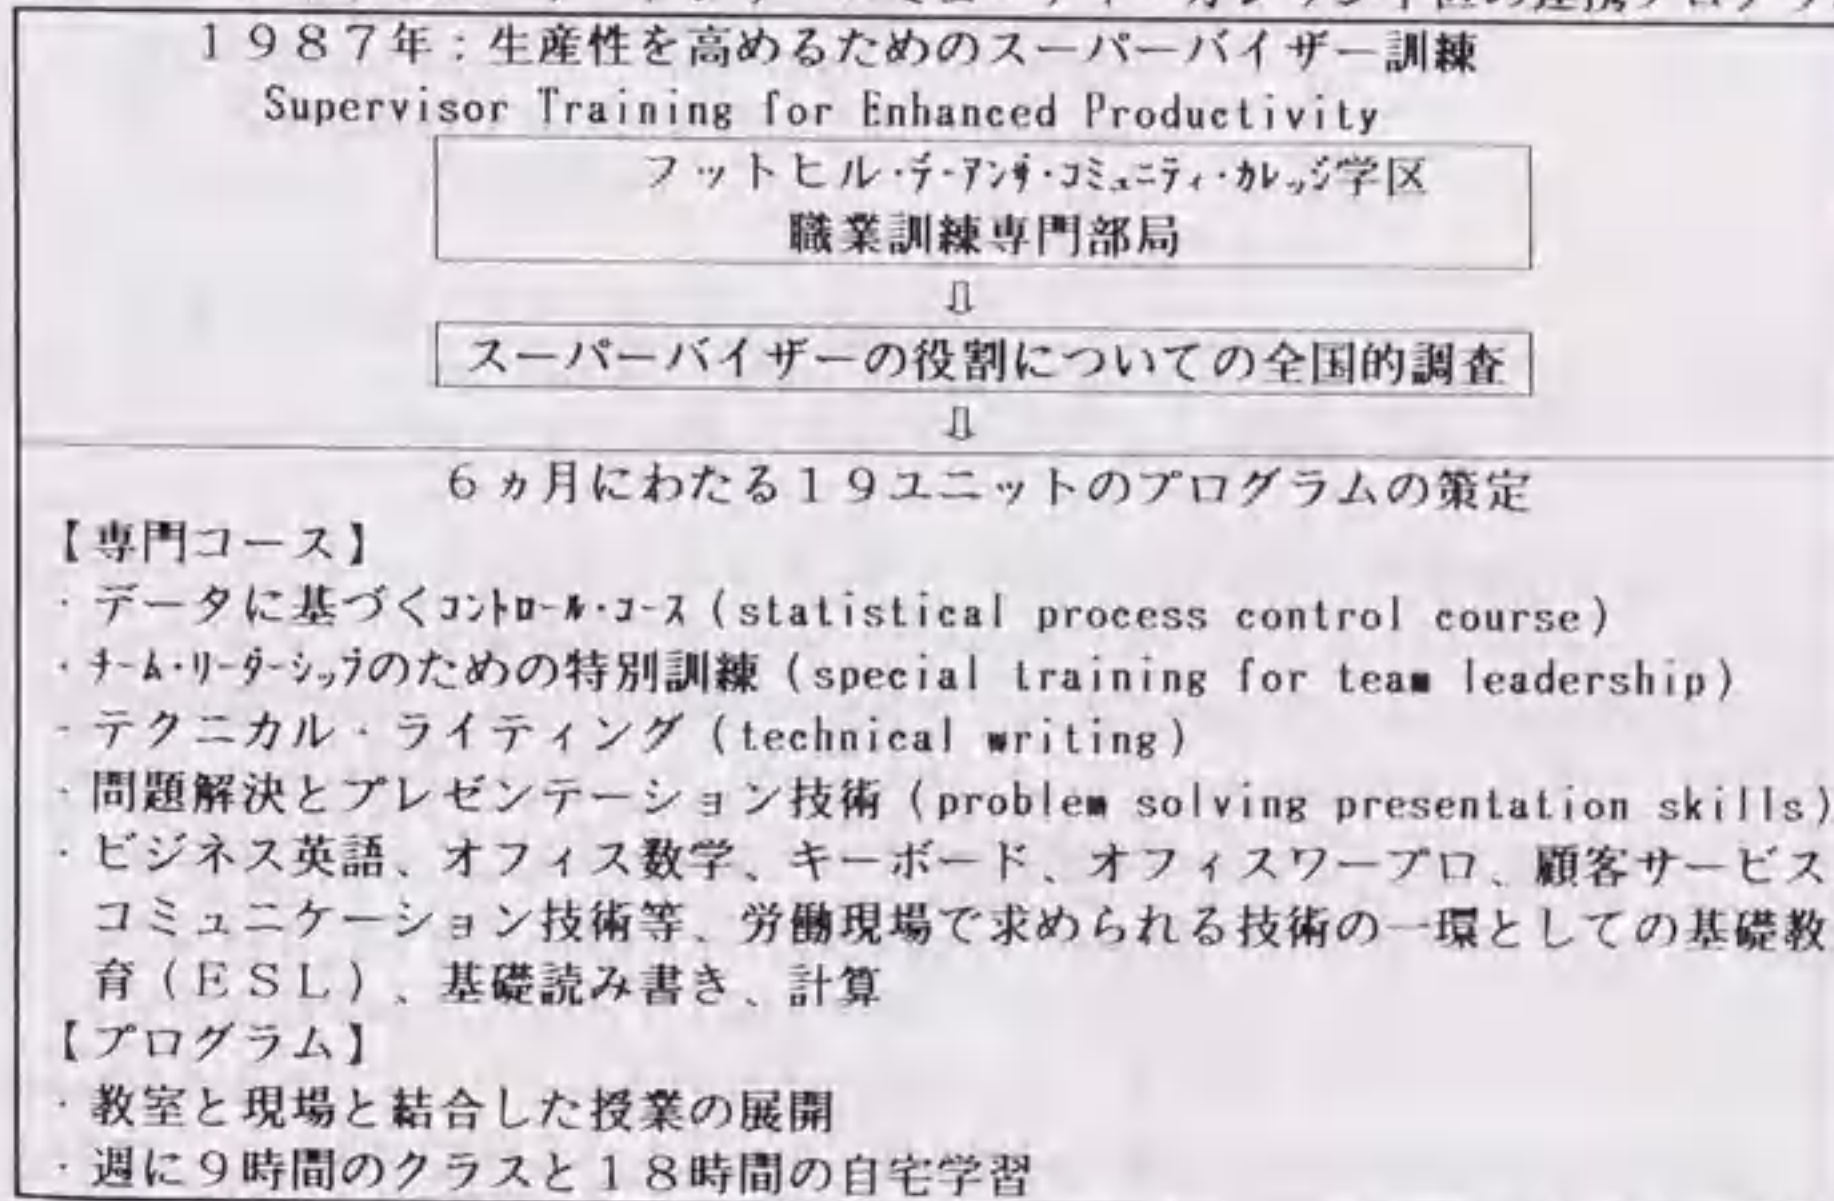 1987年：生産性を高めるためのスーパーバイザー訓練
Supervisor Training for Enhanced Productivity
フットヒル・デ・アンザ・コミュニティ・カレッジ学区
職業訓練専門部局
⇩
スーパーバイザーの役割についての全国的調査
⇩
6ヵ月にわたる19ユニットのプログラムの策定
【専門コース】
・データに基づくコントロール・コース（statistical process control course）
・チーム・リーダーシップのための特別訓練（special training for team leadership）
・テクニカル・ライティング（technical writing）
・問題解決とプレゼンテーション技術（problem solving presentation skills）
・ビジネス英語、オフィス数学、キーボード、オフィスワープロ、顧客サービス
コミュニケーション技術等、労働現場で求められる技術の一環としての基礎教
育（ESL）、基礎読み書き、計算
【プログラム】
・教室と現場と結合した授業の展開
・週に9時間のクラスと18時間の自宅学習